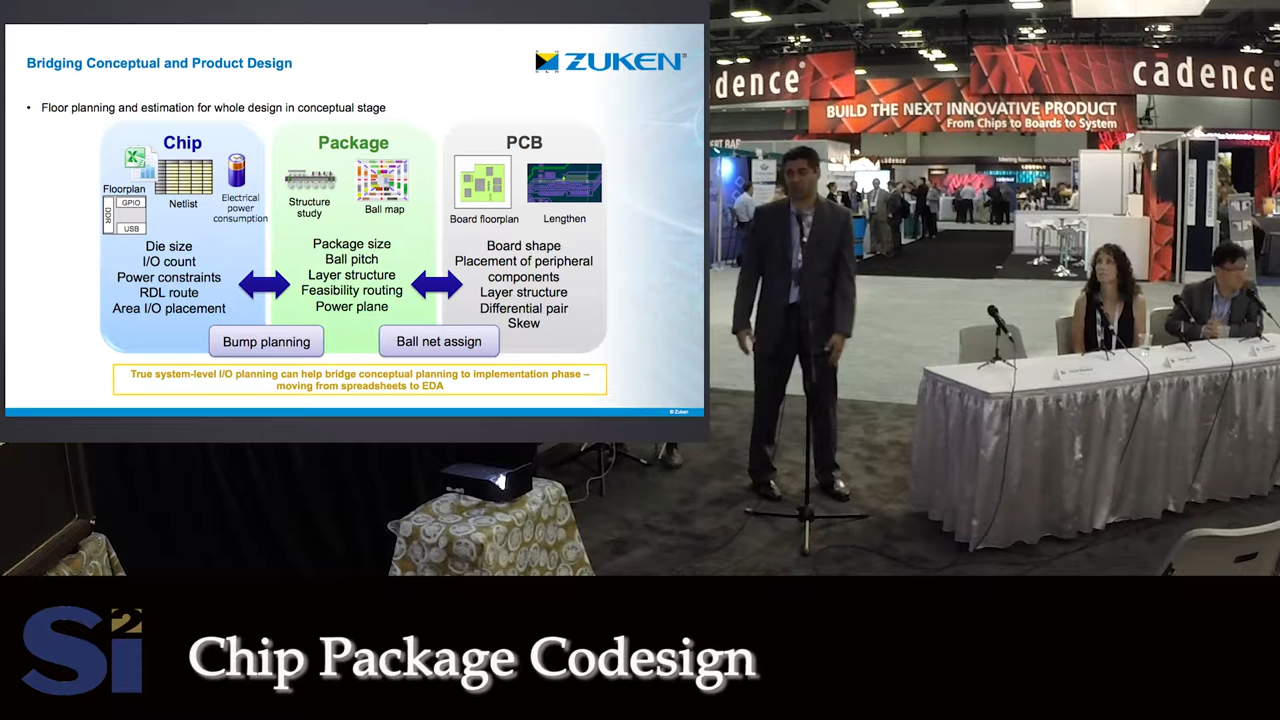 Bridging Conceptual and Product Design
ZUKEN®
• Floor planning and estimation for whole design in conceptual stage
Chip
Floorplan
DDR
GPIO
USB
Netlist
Electrical
power
consumption
Die size
I/O count
Power constraints
RDL route
Area I/O placement
Package
Structure
study
Ball map
Package size
Ball pitch
Layer structure
Feasibility routing
Power plane
PCB
Board floorplan
Lengthen
Board shape
Placement of peripheral
components
Layer structure
Differential pair
Skew
Bump planning
Ball net assign
True system-level I/O planning can help bridge conceptual planning to implementation phase –
moving from spreadsheets to EDA
© Zuken
cadence®
cādence®
BUILD THE NEXT INNOVATIVE PRODUCT
From Chips to Boards to System
cādence
Si2
Chip Package Codesign